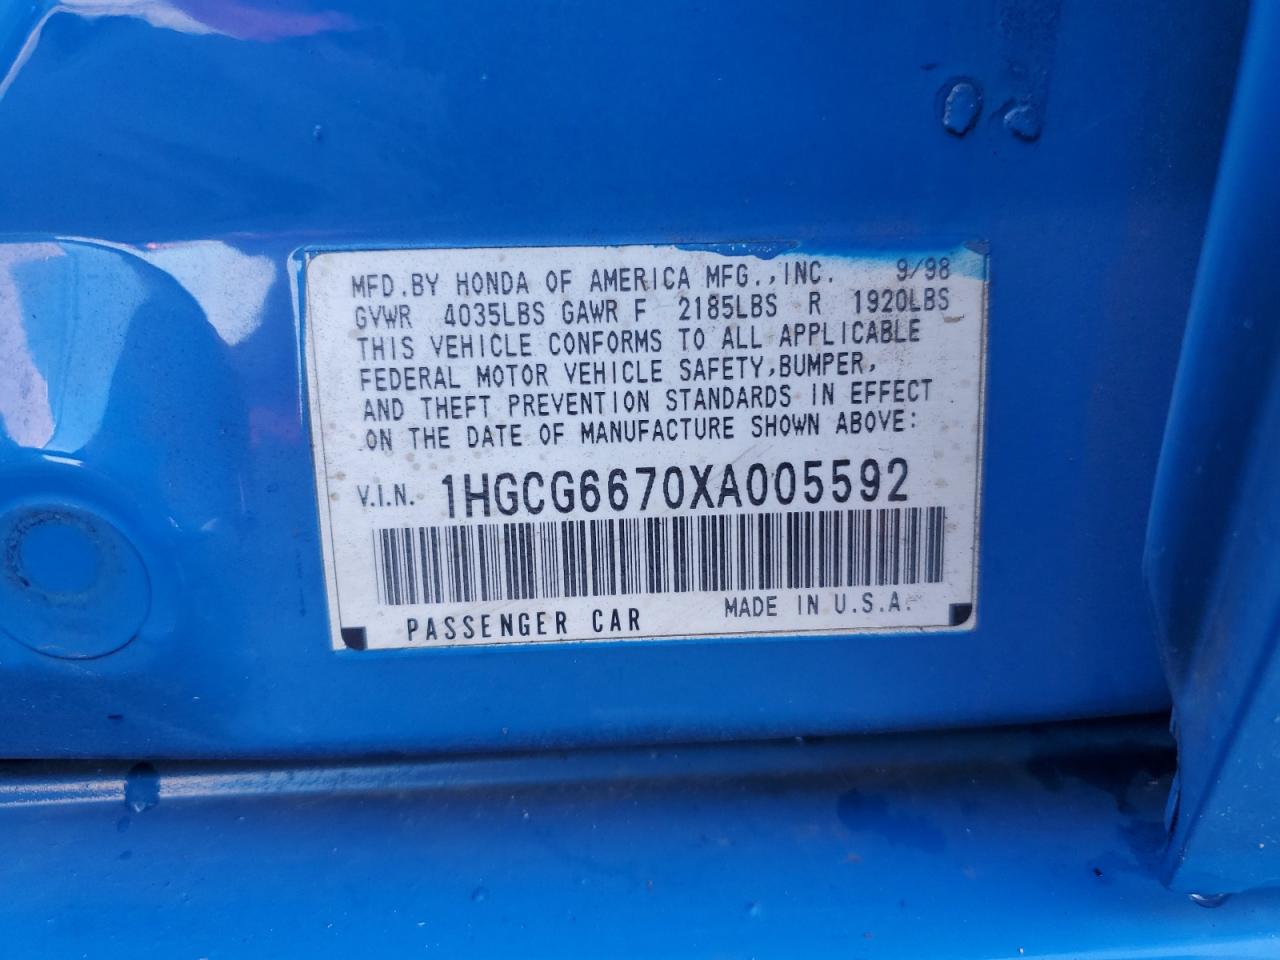 MFD.BY HONDA OF AMERICA MFG.,INC. 9/98
GVWR 4035LBS GAWR F 2185LBS R 1920LBS
THIS VEHICLE CONFORMS TO ALL APPLICABLE
FEDERAL MOTOR VEHICLE SAFETY,BUMPER,
AND THEFT PREVENTION STANDARDS IN EFFECT
ON THE DATE OF MANUFACTURE SHOWN ABOVE:
V.I.N. 1HGCG6670XA005592
PASSENGER CAR MADE IN U.S.A.